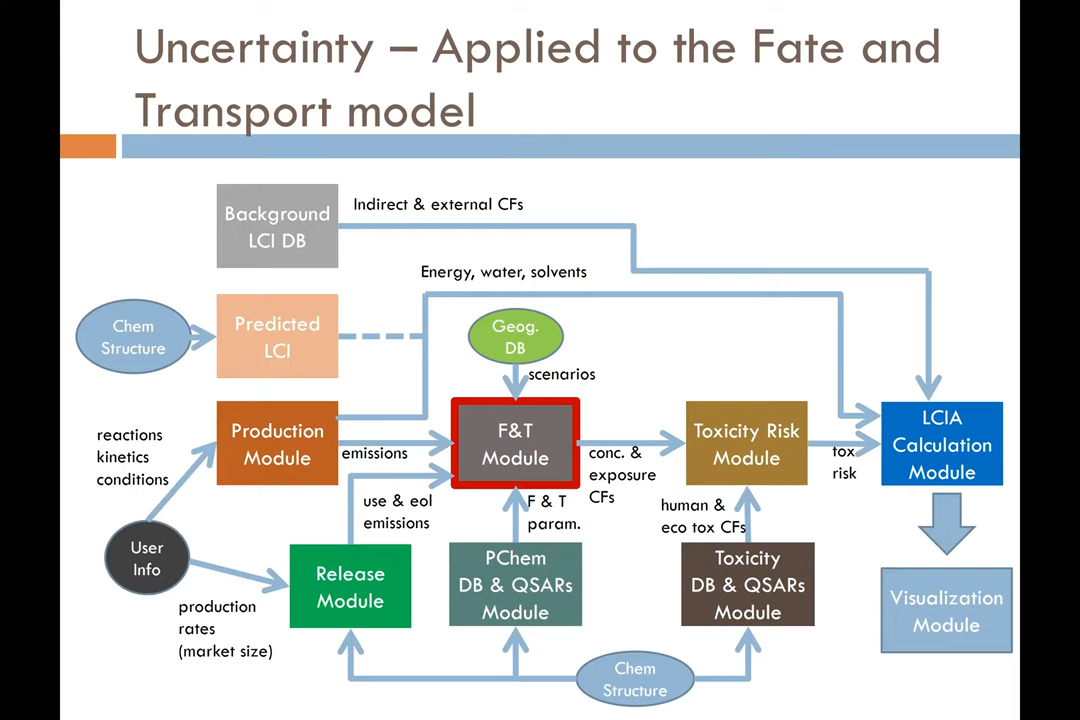 Uncertainty – Applied to the Fate and
Transport model
Background
LCI DB
Indirect & external CFs
Energy, water, solvents
Chem
Structure
Predicted
LCI
Geog.
DB
scenarios
reactions
kinetics
conditions
Production
Module
emissions
F&T
Module
conc. &
exposure
CFs
Toxicity Risk
Module
tox
risk
LCIA
Calculation
Module
use & eol
emissions
F & T
param.
human &
eco tox CFs
User
Info
production
rates
(market size)
Release
Module
PChem
DB & QSARs
Module
Toxicity
DB & QSARs
Module
Visualization
Module
Chem
Structure